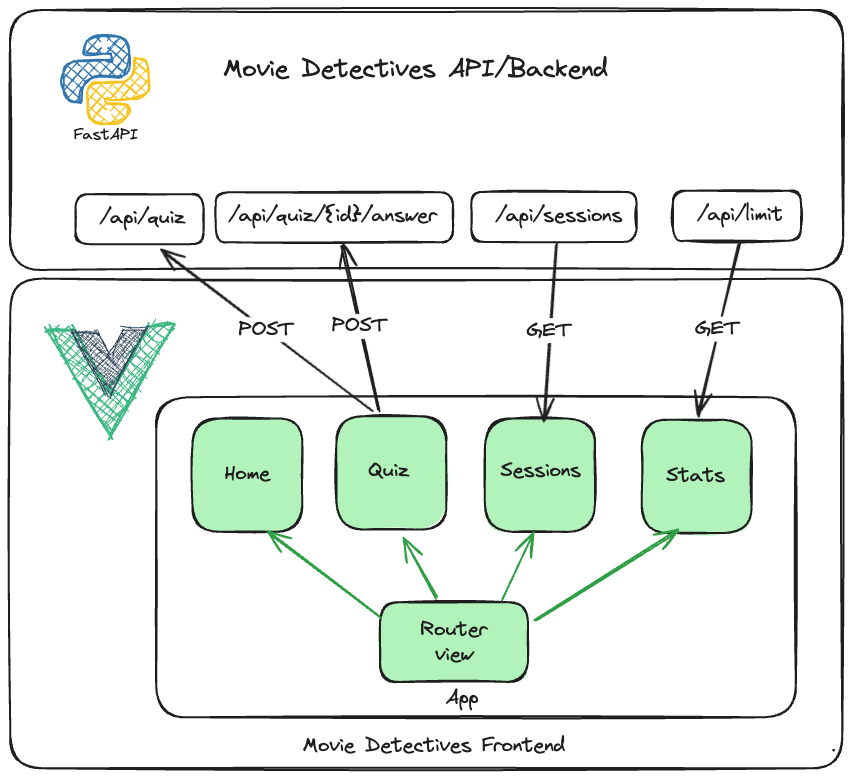 Movie Detectives API/Backend
FastAPI
/api/quiz
/api/quiz/{id}/answer
/api/sessions
/api/limit
POST
POST
GET
GET
Home
Quiz
Sessions
Stats
Router
view
App
Movie Detectives Frontend